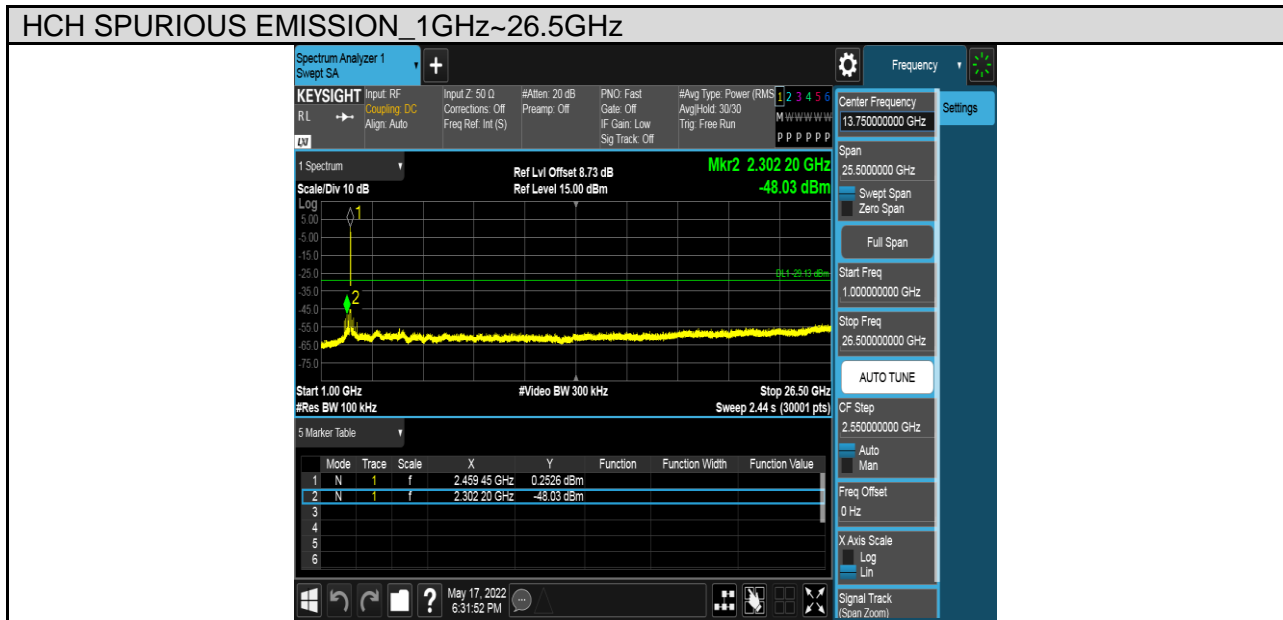 HCH SPURIOUS EMISSION_1GHz~26.5GHz
Spectrum Analyzer 1
Swept SA
+
Frequency
KEYSIGHT
RL
LXI
Input: RF
Coupling: DC
Align: Auto
Input Z: 50 Ω
Corrections: Off
Freq Ref: Int (S)
#Atten: 20 dB
Preamp: Off
PNO: Fast
Gate: Off
IF Gain: Low
Sig Track: Off
#Avg Type: Power (RMS
Avg|Hold: 30/30
Trig: Free Run
1 2 3 4 5 6
M W W W W W
P P P P P P
1 Spectrum
Scale/Div 10 dB
Ref Lvl Offset 8.73 dB
Ref Level 15.00 dBm
Mkr2 2.302 20 GHz
-48.03 dBm
Log
5.00
-5.00
-15.0
-25.0
-35.0
-45.0
-55.0
-65.0
-75.0
1
2
DL1 -29.13 dBm
Start 1.00 GHz
#Res BW 100 kHz
#Video BW 300 kHz
Stop 26.50 GHz
Sweep 2.44 s (30001 pts)
5 Marker Table
Mode Trace Scale X Y Function Function Width Function Value
1 N 1 f 2.459 45 GHz 0.2526 dBm
2 N 1 f 2.302 20 GHz -48.03 dBm
3
4
5
6
?
May 17, 2022
6:31:52 PM
Center Frequency
13.750000000 GHz
Settings
Span
25.5000000 GHz
Swept Span
Zero Span
Full Span
Start Freq
1.000000000 GHz
Stop Freq
26.500000000 GHz
AUTO TUNE
CF Step
2.550000000 GHz
Auto
Man
Freq Offset
0 Hz
X Axis Scale
Log
Lin
Signal Track
(Span Zoom)